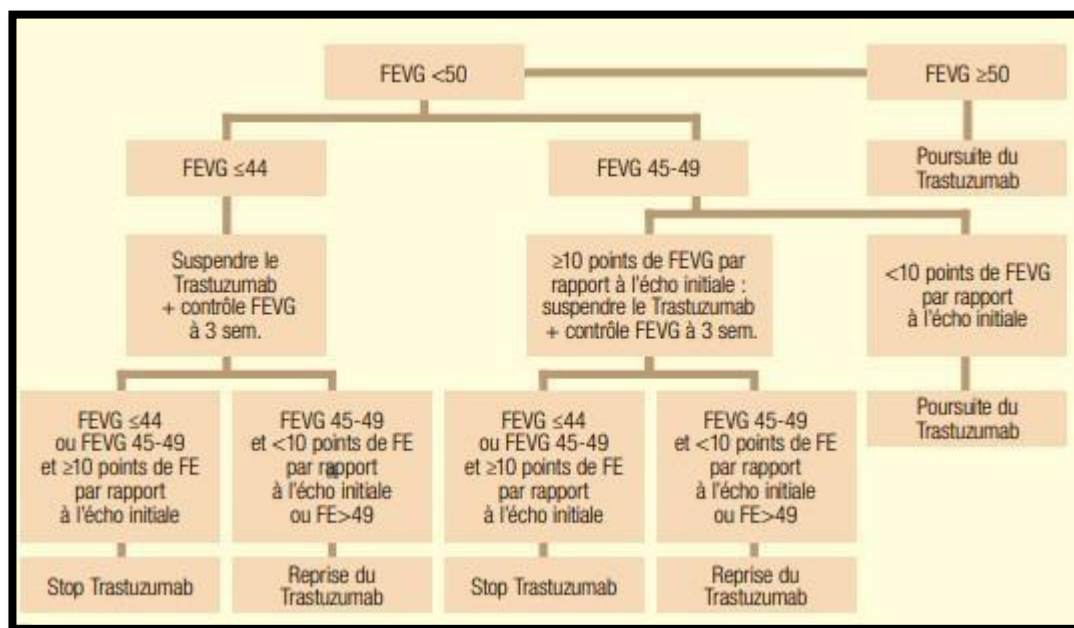 FEVG <50
FEVG ≥50
FEVG ≤44
FEVG 45-49
Poursuite du
Trastuzumab
Suspendre le
Trastuzumab
+ contrôle FEVG
à 3 sem.
≥10 points de FEVG par
rapport à l'écho initiale :
suspendre le Trastuzumab
+ contrôle FEVG à 3 sem.
<10 points de FEVG
par rapport
à l'écho initiale
FEVG ≤44
ou FEVG 45-49
et ≥10 points de FE
par rapport
à l'écho initiale
FEVG 45-49
et <10 points de FE
par rapport
à l'écho initiale
ou FE>49
FEVG ≤44
ou FEVG 45-49
et ≥10 points de FE
par rapport
à l'écho initiale
FEVG 45-49
et <10 points de FE
par rapport
à l'écho initiale
ou FE>49
Poursuite du
Trastuzumab
Stop Trastuzumab
Reprise du
Trastuzumab
Stop Trastuzumab
Reprise du
Trastuzumab